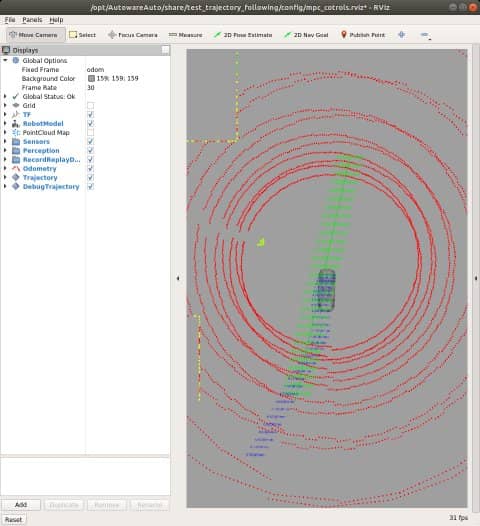 /opt/AutowareAuto/share/test_trajectory_following/config/mpc_cotrols.rviz* - RViz
File Panels Help
Move Camera Select Focus Camera Measure 2D Pose Estimate 2D Nav Goal Publish Point
Displays
Global Options
Fixed Frame odom
Background Color 159; 159; 159
Frame Rate 30
Global Status: Ok
Grid
TF
RobotModel
PointCloud Map
Sensors
Perception
RecordReplayD...
Odometry
Trajectory
DebugTrajectory
Add Duplicate Remove Rename
Reset 31 fps